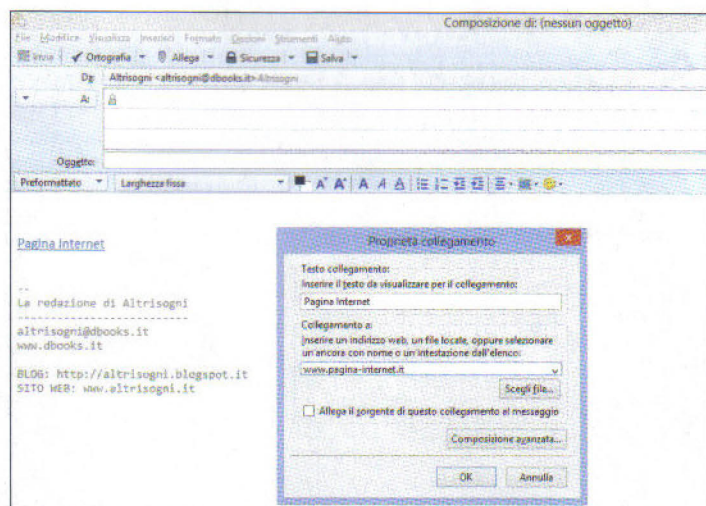 Composizione di: (nessun oggetto)
File Modifica Visualizza Inserisci Formato Opzioni Strumenti Aiuto
Invia Ortografia Allega Sicurezza Salva
Da: Altrisogni <altrisogni@dbooks.it> Altrisogni
A:
Oggetto:
Preformattato Larghezza fissa
Pagina Internet
--
La redazione di Altrisogni
--------------------------
altrisogni@dbooks.it
www.dbooks.it
BLOG: http://altrisogni.blogspot.it
SITO WEB: www.altrisogni.it
Proprietà collegamento
Testo collegamento:
Inserire il testo da visualizzare per il collegamento:
Pagina Internet
Collegamento a:
Inserire un indirizzo web, un file locale, oppure selezionare
un ancora con nome o un'intestazione dall'elenco:
www.pagina-internet.it
Scegli file...
Allega il sorgente di questo collegamento al messaggio
Composizione avanzata...
OK Annulla